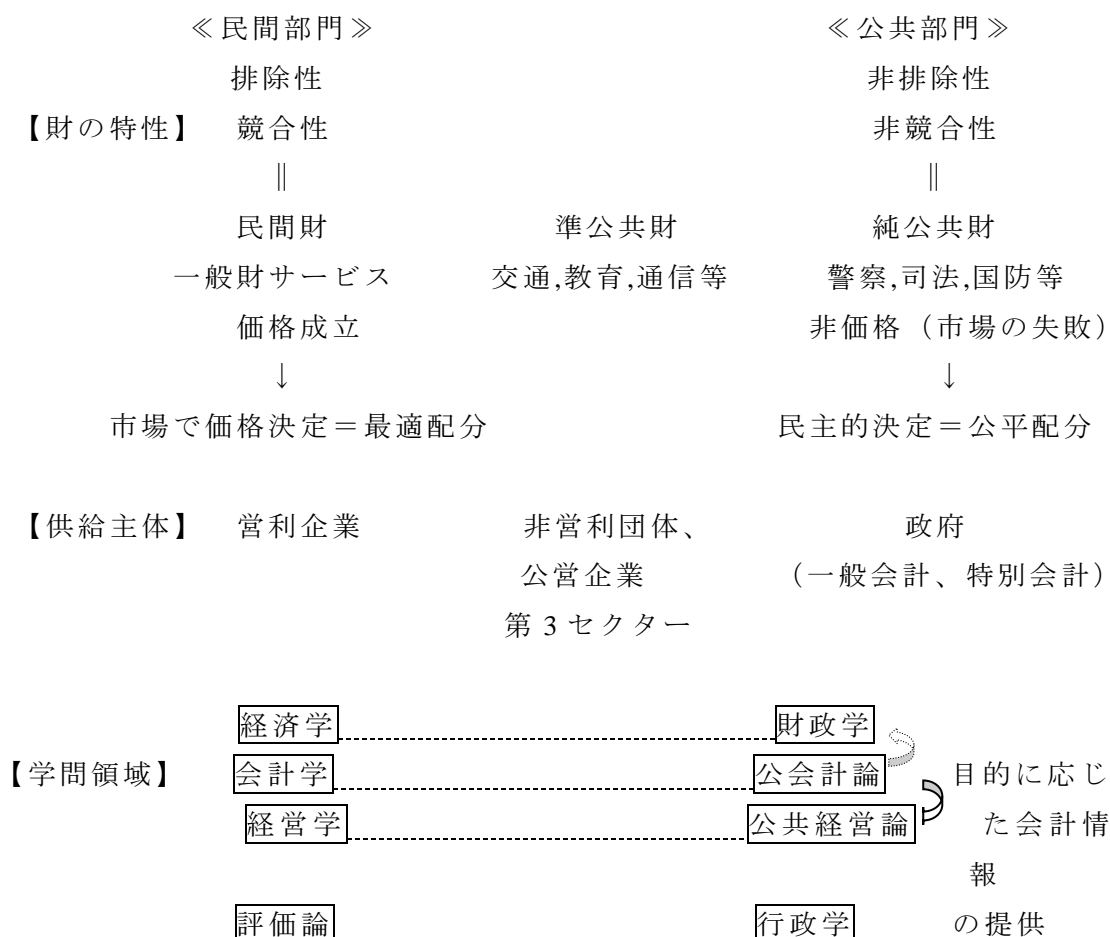 ≪民間部門≫ ≪公共部門≫
排除性 非排除性
【財の特性】 競合性 非競合性
∥ ∥
民間財 準公共財 純公共財
一般財サービス 交通,教育,通信等 警察,司法,国防等
価格成立 非価格（市場の失敗）
↓ ↓
市場で価格決定＝最適配分 民主的決定＝公平配分
【供給主体】 営利企業 非営利団体、 政府
公営企業 （一般会計、特別会計）
第3セクター
経済学 財政学
【学問領域】 会計学 公会計論 目的に応じ
経営学 公共経営論 た会計情
報
評価論 行政学 の提供